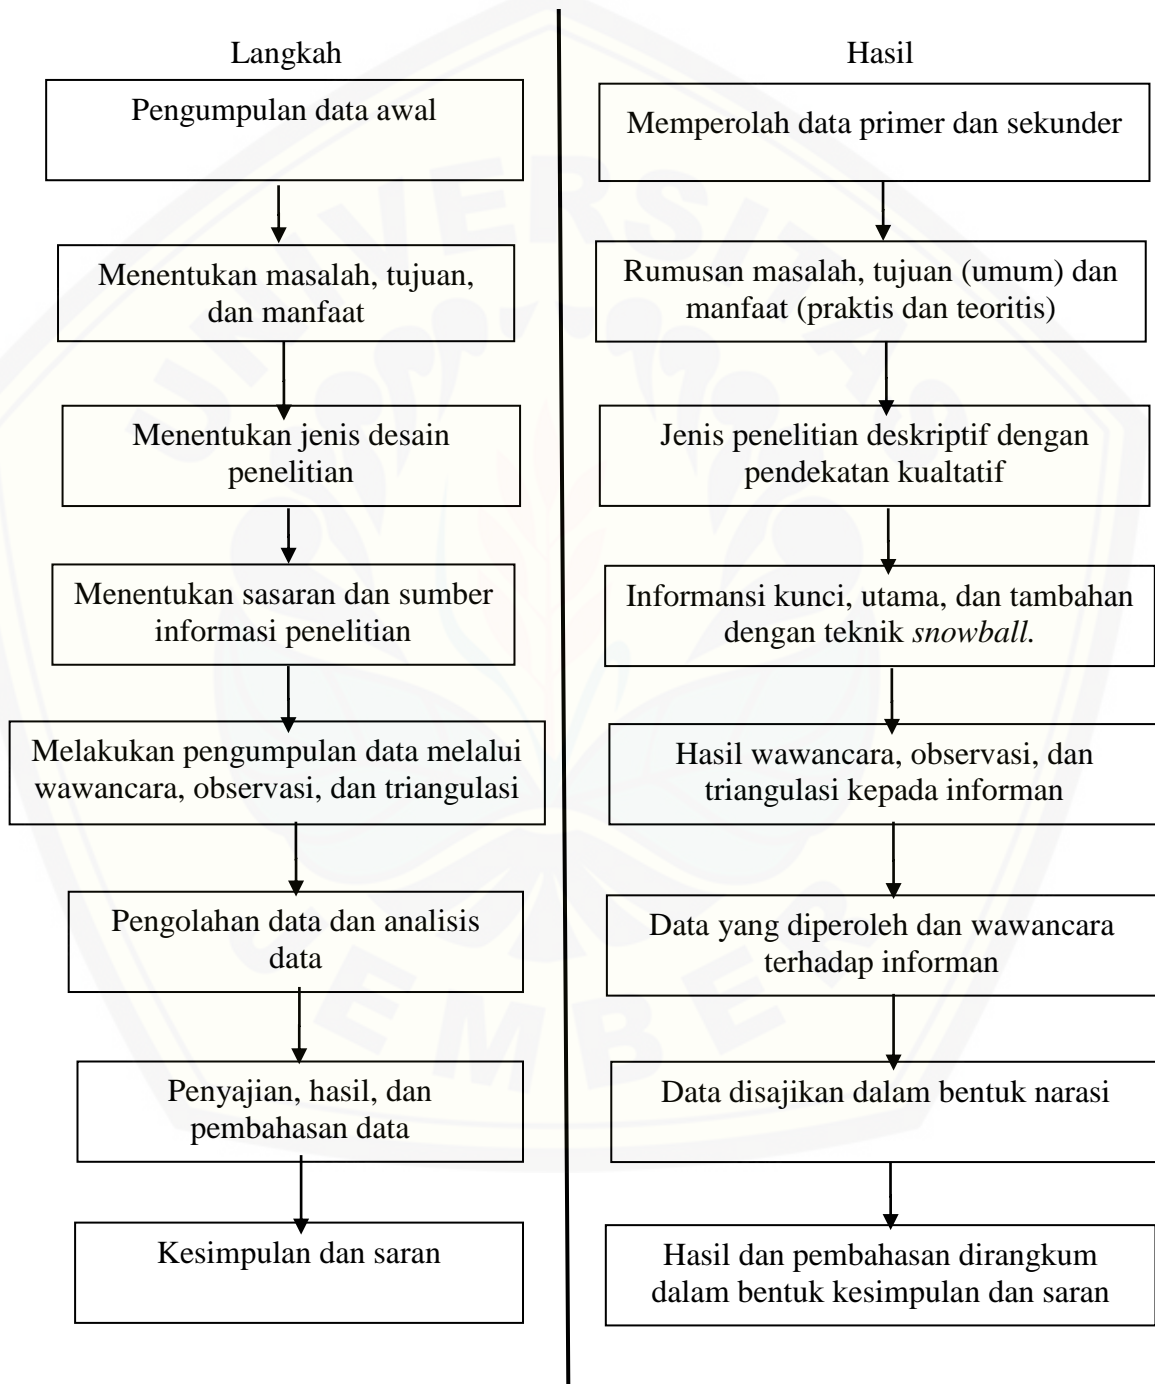 Langkah
Pengumpulan data awal
Menentukan masalah, tujuan,
dan manfaat
Menentukan jenis desain
penelitian
Menentukan sasaran dan sumber
informasi penelitian
Melakukan pengumpulan data melalui
wawancara, observasi, dan triangulasi
Pengolahan data dan analisis
data
Penyajian, hasil, dan
pembahasan data
Kesimpulan dan saran
Hasil
Memperolah data primer dan sekunder
Rumusan masalah, tujuan (umum) dan
manfaat (praktis dan teoritis)
Jenis penelitian deskriptif dengan
pendekatan kualtatif
Informansi kunci, utama, dan tambahan
dengan teknik snowball.
Hasil wawancara, observasi, dan
triangulasi kepada informan
Data yang diperoleh dan wawancara
terhadap informan
Data disajikan dalam bentuk narasi
Hasil dan pembahasan dirangkum
dalam bentuk kesimpulan dan saran
UNIVERSITAS
JEMBER